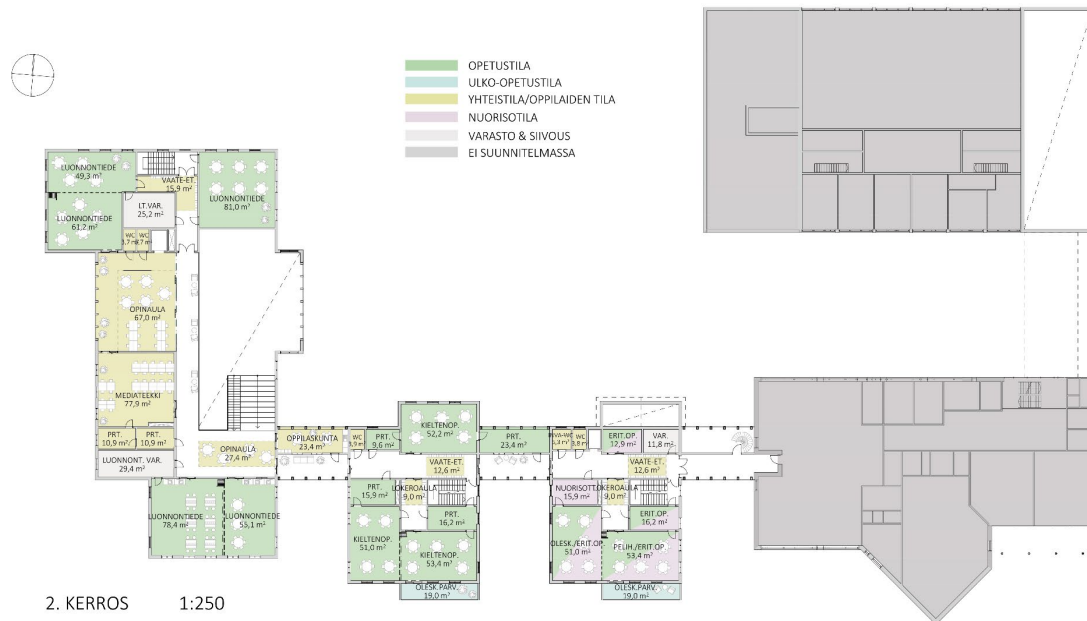 OPETUSTILA
ULKO-OPETUSTILA
YHTEISTILA/OPPILAIDEN TILA
NUORISOTILA
VARASTO & SIIVOUS
EI SUUNNITELMASSA
LUONNONTIEDE
49,3 m²
VAATE-ET.
15,9 m²
LUONNONTIEDE
81,0 m²
LT.VAR.
25,2 m²
LUONNONTIEDE
61,2 m²
WC
WC
OPINAULA
67,0 m²
MEDIATEEKKI
77,9 m²
PRT.
10,9 m²
PRT.
10,9 m²
LUONNONT. VAR.
29,4 m²
OPINAULA
27,4 m²
OPPILASKUNTA
23,4 m²
WC
PRT.
9,6 m²
KIELTENOP.
52,2 m²
PRT.
23,4 m²
WC
ERIT.OP.
12,9 m²
VAR.
11,8 m²
VAATE-ET.
12,6 m²
VAATE-ET.
12,6 m²
LUONNONTIEDE
78,4 m²
LUONNONTIEDE
55,1 m²
PRT.
15,9 m²
LOKEROAULA
9,0 m²
PRT.
16,2 m²
KIELTENOP.
51,0 m²
KIELTENOP.
53,4 m²
OLESK.PARV.
19,0 m²
NUORISOT.
15,9 m²
LOKEROAULA
9,0 m²
ERIT.OP.
16,2 m²
OLESK./ERIT.OP
51,0 m²
PELIH./ERIT.OP
53,4 m²
OLESK.PARV.
19,0 m²
2. KERROS 1:250